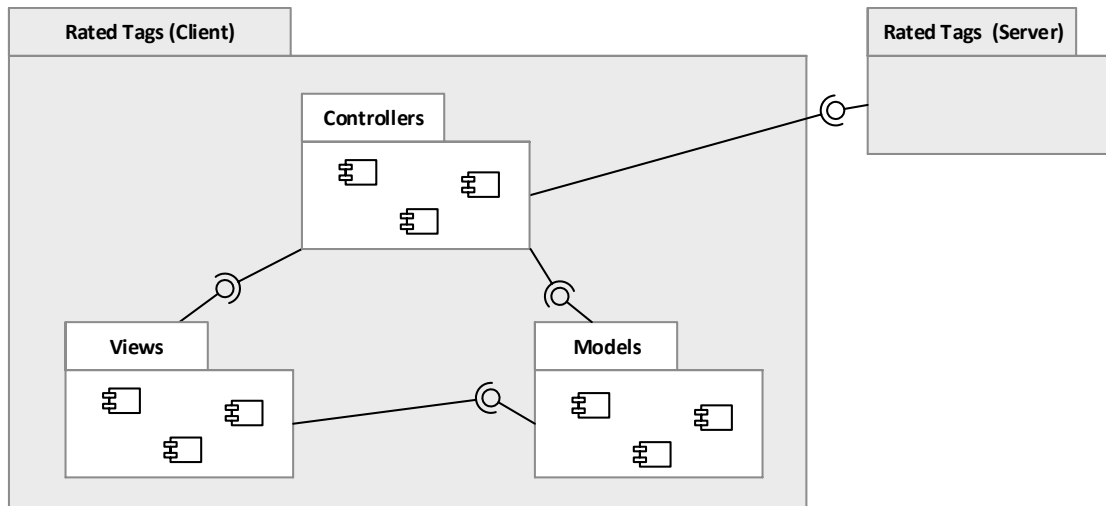 Rated Tags (Client)
Rated Tags  (Server)
Controllers
Views
Models